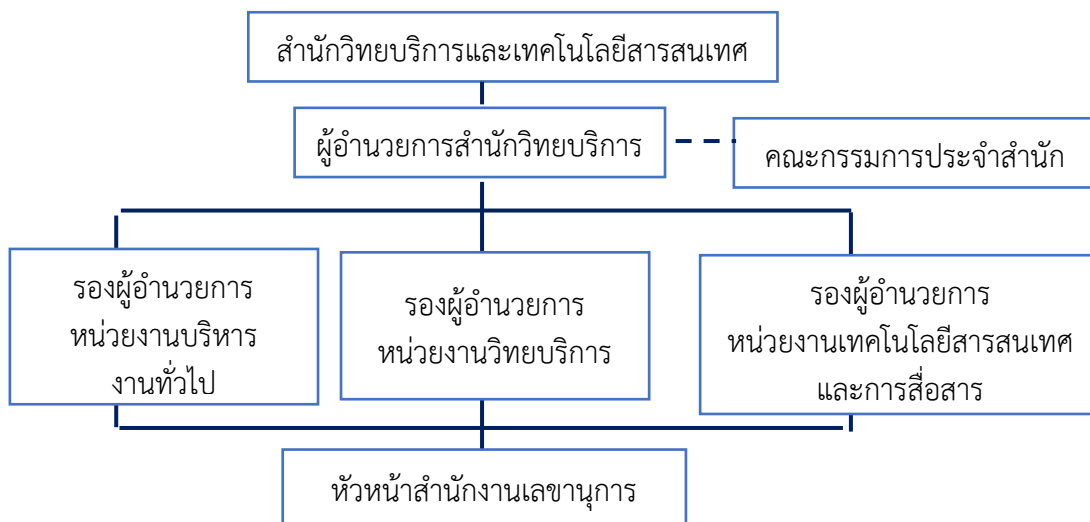 สำนักวิทยบริการและเทคโนโลยีสารสนเทศ
ผู้อำนวยการสำนักวิทยบริการ
คณะกรรมการประจำสำนัก
รองผู้อำนวยการ
หน่วยงานบริหาร
งานทั่วไป
รองผู้อำนวยการ
หน่วยงานวิทยบริการ
รองผู้อำนวยการ
หน่วยงานเทคโนโลยีสารสนเทศ
และการสื่อสาร
หัวหน้าสำนักงานเลขานุการ